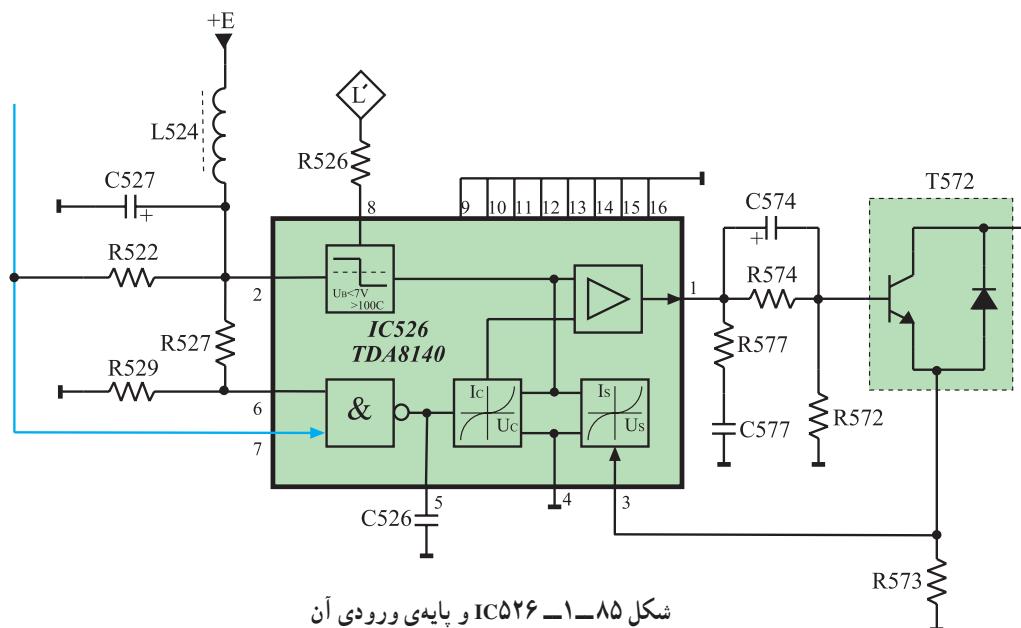 +E
L'
L524
R526
C527
T572
C574
8
9 10 11 12 13 14 15 16
R522
2
UB<7V
>100C
1
R574
IC526
TDA8140
R527
R577
R529
6
&
IC
UC
IS
US
7
C577
R572
5
4
3
C526
R573
شکل ۸۵ــ۱ــ IC۵۲۶ و پایه‌ی ورودی آن